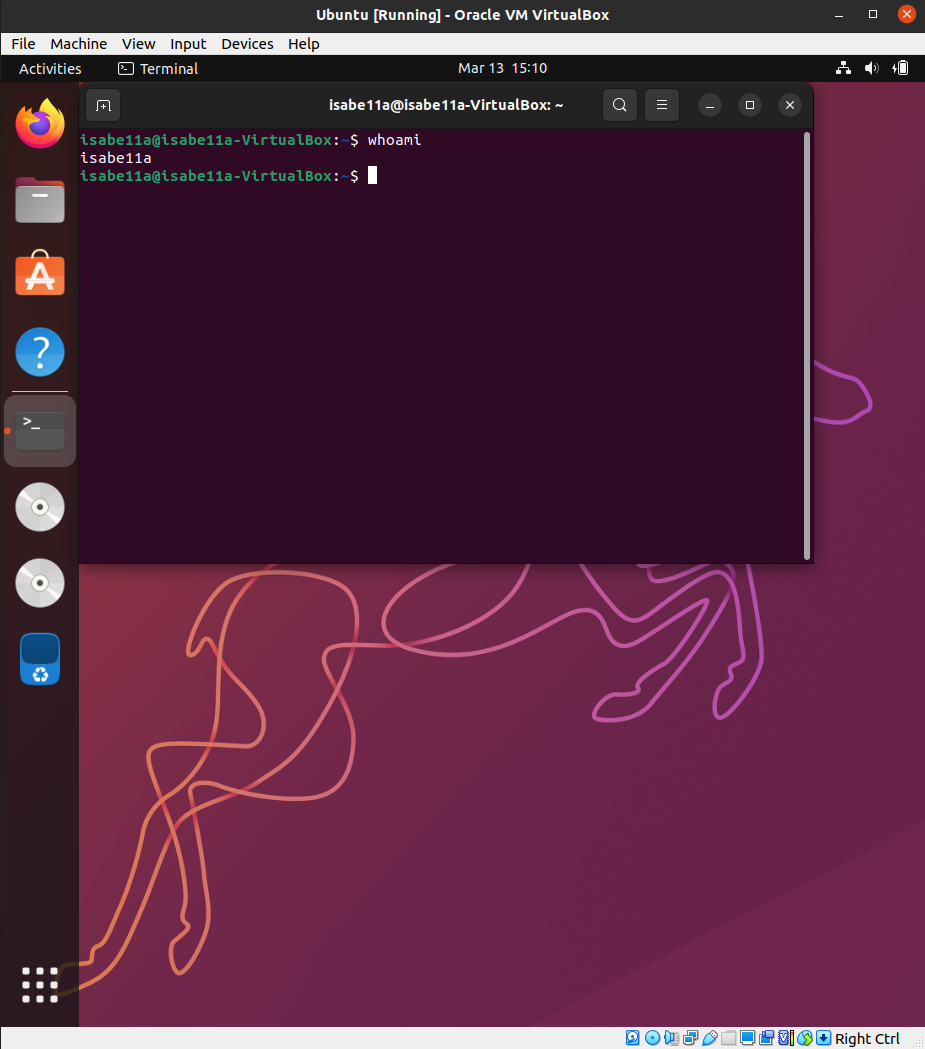 Ubuntu [Running] - Oracle VM VirtualBox
File Machine View Input Devices Help
Activities Terminal Mar 13 15:10
isabe11a@isabe11a-VirtualBox: ~
isabe11a@isabe11a-VirtualBox:~$ whoami
isabe11a
isabe11a@isabe11a-VirtualBox:~$
Right Ctrl